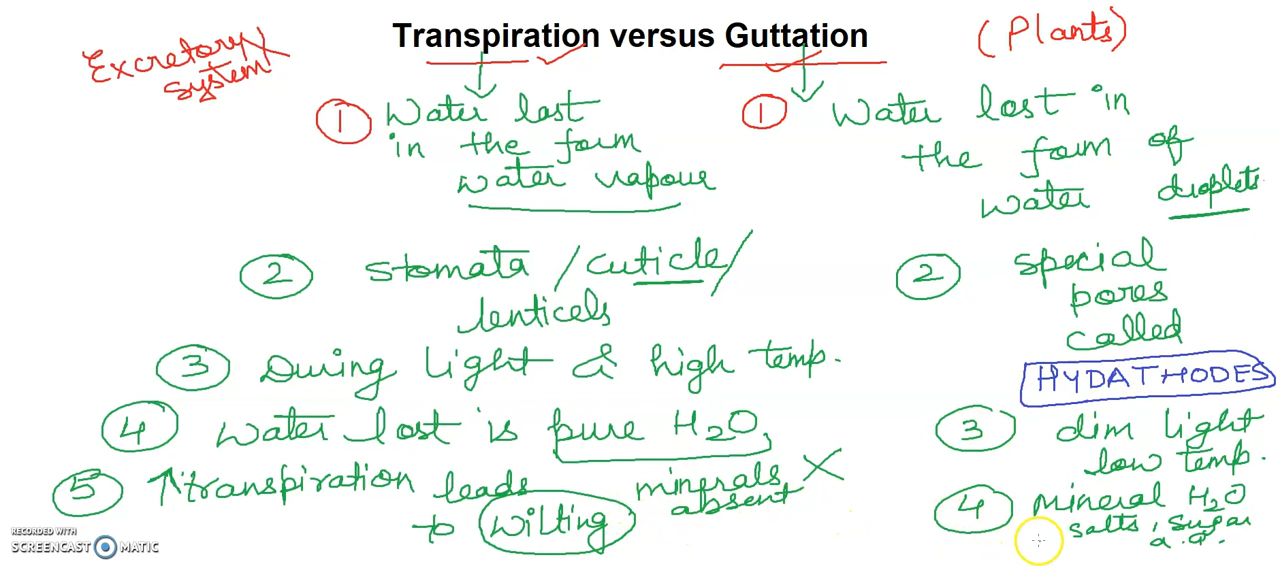 Transpiration versus Guttation
(Plants)
Excretory
system
① Water lost
in the form
water vapour
② stomata / cuticle /
lenticels
③ During light & high temp.
④ Water lost is pure H2O,
minerals
absent
⑤ ↑transpiration leads
to wilting
① Water lost in
the form of
water droplets
② special
pores
called
HYDATHODES
③ dim light
low temp.
④ mineral H2O
salts, sugar
a.a.
RECORDED WITH
SCREENCAST MATIC